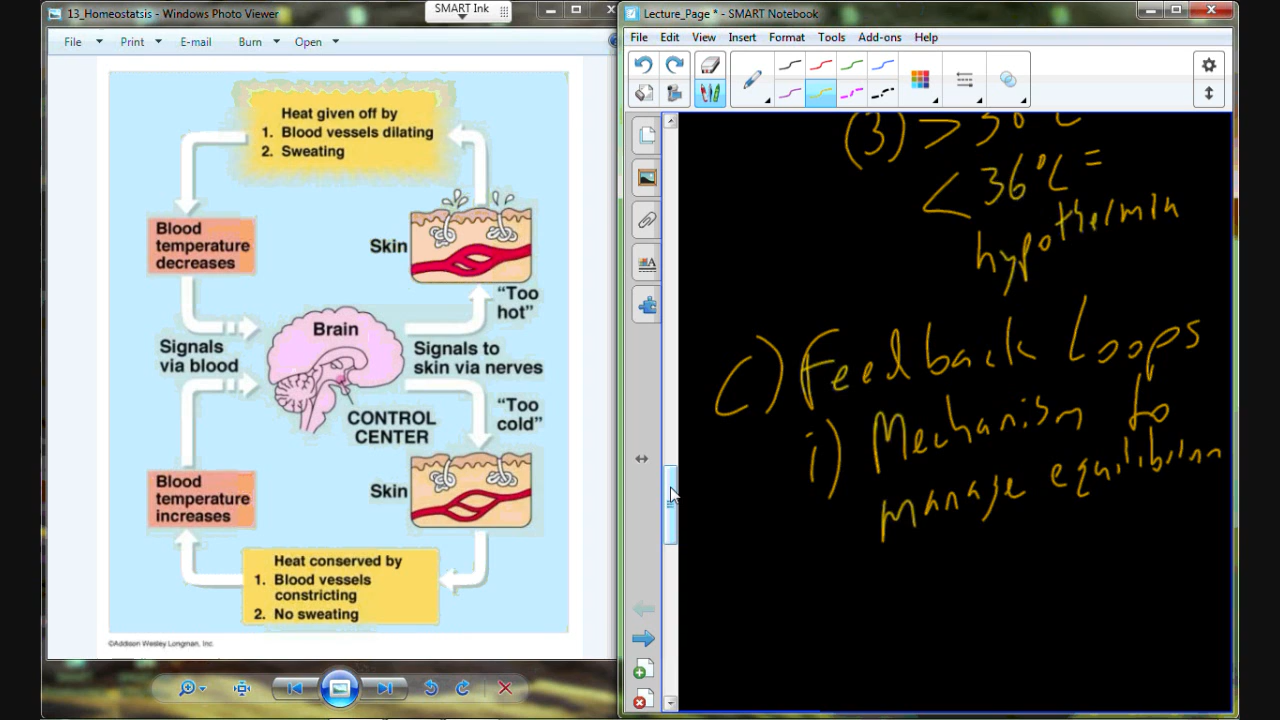 13_Homeostatsis - Windows Photo Viewer
SMART Ink
File Print E-mail Burn Open
Heat given off by
1. Blood vessels dilating
2. Sweating
Blood
temperature
decreases
Skin
"Too
hot"
Brain
Signals
via blood
Signals to
skin via nerves
CONTROL
CENTER
"Too
cold"
Skin
Blood
temperature
increases
Heat conserved by
1. Blood vessels
constricting
2. No sweating
©Addison Wesley Longman, Inc.
Lecture_Page * - SMART Notebook
File Edit View Insert Format Tools Add-ons Help
(3) >
< 36°C =
hypothermia
C) Feedback Loops
i) Mechanism to
manage equilibrium